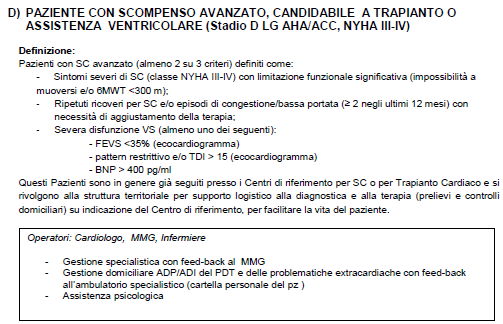 D) PAZIENTE CON SCOMPENSO AVANZATO, CANDIDABILE A TRAPIANTO O
ASSISTENZA VENTRICOLARE (Stadio D LG AHA/ACC, NYHA III-IV)
Definizione:
Pazienti con SC avanzato (almeno 2 su 3 criteri) definiti come:
- Sintomi severi di SC (classe NYHA III-IV) con limitazione funzionale significativa (impossibilità a
muoversi e/o 6MWT <300 m);
- Ripetuti ricoveri per SC e/o episodi di congestione/bassa portata (≥ 2 negli ultimi 12 mesi) con
necessità di aggiustamento della terapia;
- Severa disfunzione VS (almeno uno dei seguenti):
- FEVS <35% (ecocardiogramma)
- pattern restrittivo e/o TDI > 15 (ecocardiogramma)
- BNP > 400 pg/ml
Questi Pazienti sono in genere già seguiti presso i Centri di riferimento per SC o per Trapianto Cardiaco e si
rivolgono alla struttura territoriale per supporto logistico alla diagnostica e alla terapia (prelievi e controlli
domiciliari) su indicazione del Centro di riferimento, per facilitare la vita del paziente.
Operatori: Cardiologo, MMG, Infermiere
- Gestione specialistica con feed-back al MMG
- Gestione domiciliare ADP/ADI del PDT e delle problematiche extracardiache con feed-back
all'ambulatorio specialistico (cartella personale del pz )
- Assistenza psicologica